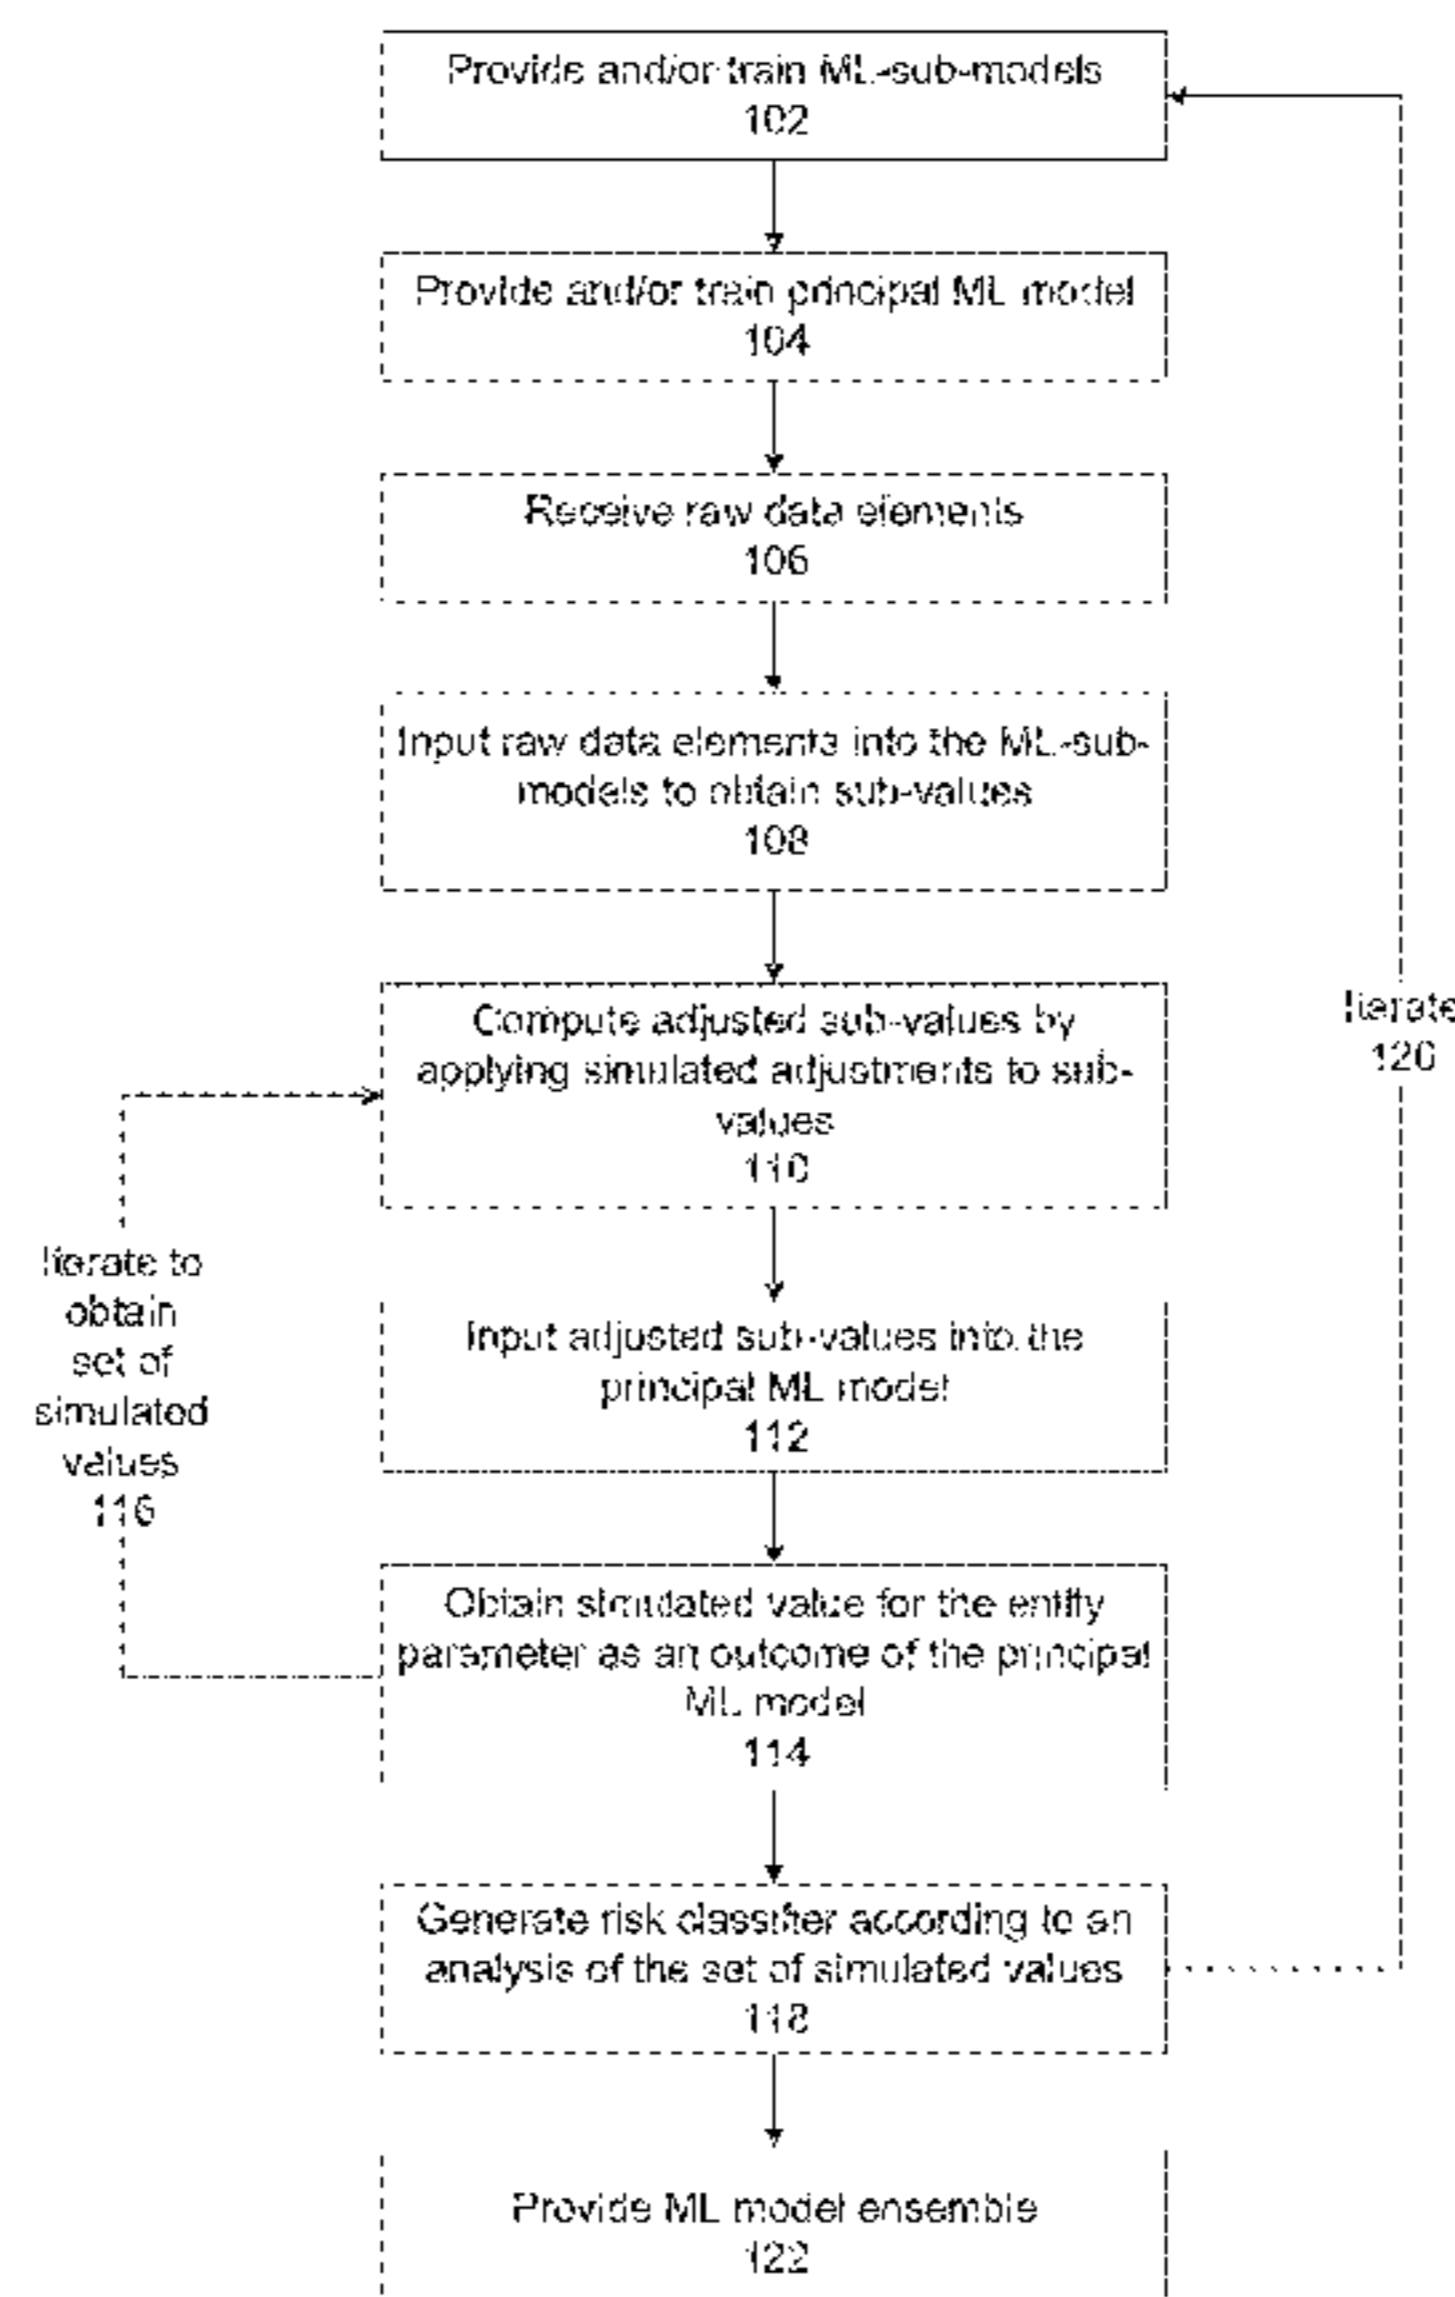 Provide and/or train ML-sub-models
102
Provide and/or train principal ML model
104
Receive raw data elements
106
Input raw data elements into the ML-sub-
models to obtain sub-values
108
Compute adjusted sub-values by
applying simulated adjustments to sub-
values
110
Iterate
120
Iterate to
obtain
set of
simulated
values
116
Input adjusted sub-values into the
principal ML model
112
Obtain simulated value for the entity
parameter as an outcome of the principal
ML model
114
Generate risk classifier according to an
analysis of the set of simulated values
118
Provide ML model ensemble
122